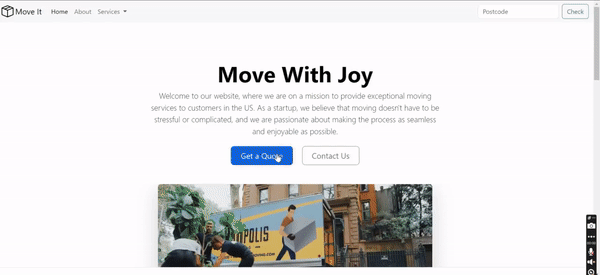 Move It Home About Services Postcode Check
Move With Joy
Welcome to our website, where we are on a mission to provide exceptional moving
services to customers in the US. As a startup, we believe that moving doesn't have to be
stressful or complicated, and we are passionate about making the process as seamless
and enjoyable as possible.
Get a Quote Contact Us
POLIS